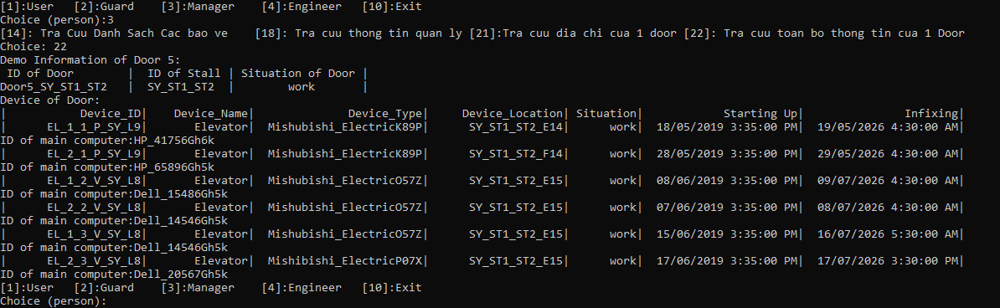 [1]:User   [2]:Guard    [3]:Manager    [4]:Engineer   [10]:Exit
Choice (person):3
[14]: Tra Cuu Danh Sach Cac bao ve    [18]: Tra cuu thong tin quan ly [21]:Tra cuu dia chi cua 1 door [22]: Tra cuu toan bo thong tin cua 1 Door
Choice: 22
Demo Information of Door 5:
 ID of Door        |  ID of Stall | Situation of Door |
Door5_SY_ST1_ST2   |  SY_ST1_ST2  |        work       |
Device of Door:
|           Device_ID|    Device_Name|              Device_Type|     Device_Location| Situation|            Starting Up|               Infixing|
|      EL_1_1_P_SY_L9|       Elevator|  Mishubishi_ElectricK89P|      SY_ST1_ST2_E14|      work|  18/05/2019 3:35:00 PM|  19/05/2026 4:30:00 AM|
ID of main computer:HP_41756Gh6k
|      EL_2_1_P_SY_L9|       Elevator|  Mishubishi_ElectricK89P|      SY_ST1_ST2_F14|      work|  28/05/2019 3:35:00 PM|  29/05/2026 4:30:00 AM|
ID of main computer:HP_65896Gh5k
|      EL_1_2_V_SY_L8|       Elevator|  Mishubishi_ElectricO57Z|      SY_ST1_ST2_E15|      work|  08/06/2019 3:35:00 PM|  09/07/2026 4:30:00 AM|
ID of main computer:Dell_15486Gh5k
|      EL_2_2_V_SY_L8|       Elevator|  Mishubishi_ElectricO57Z|      SY_ST1_ST2_E15|      work|  07/06/2019 3:35:00 PM|  08/07/2026 4:30:00 AM|
ID of main computer:Dell_14546Gh5k
|      EL_1_3_V_SY_L8|       Elevator|  Mishubishi_ElectricO57Z|      SY_ST1_ST2_E15|      work|  15/06/2019 3:35:00 PM|  16/07/2026 5:30:00 AM|
ID of main computer:Dell_14546Gh5k
|      EL_2_3_V_SY_L8|       Elevator|  Mishibishi_ElectricP07X|      SY_ST1_ST2_E15|      work|  17/06/2019 3:35:00 PM|  17/07/2026 3:30:00 PM|
ID of main computer:Dell_20567Gh5k
[1]:User   [2]:Guard    [3]:Manager    [4]:Engineer   [10]:Exit
Choice (person):